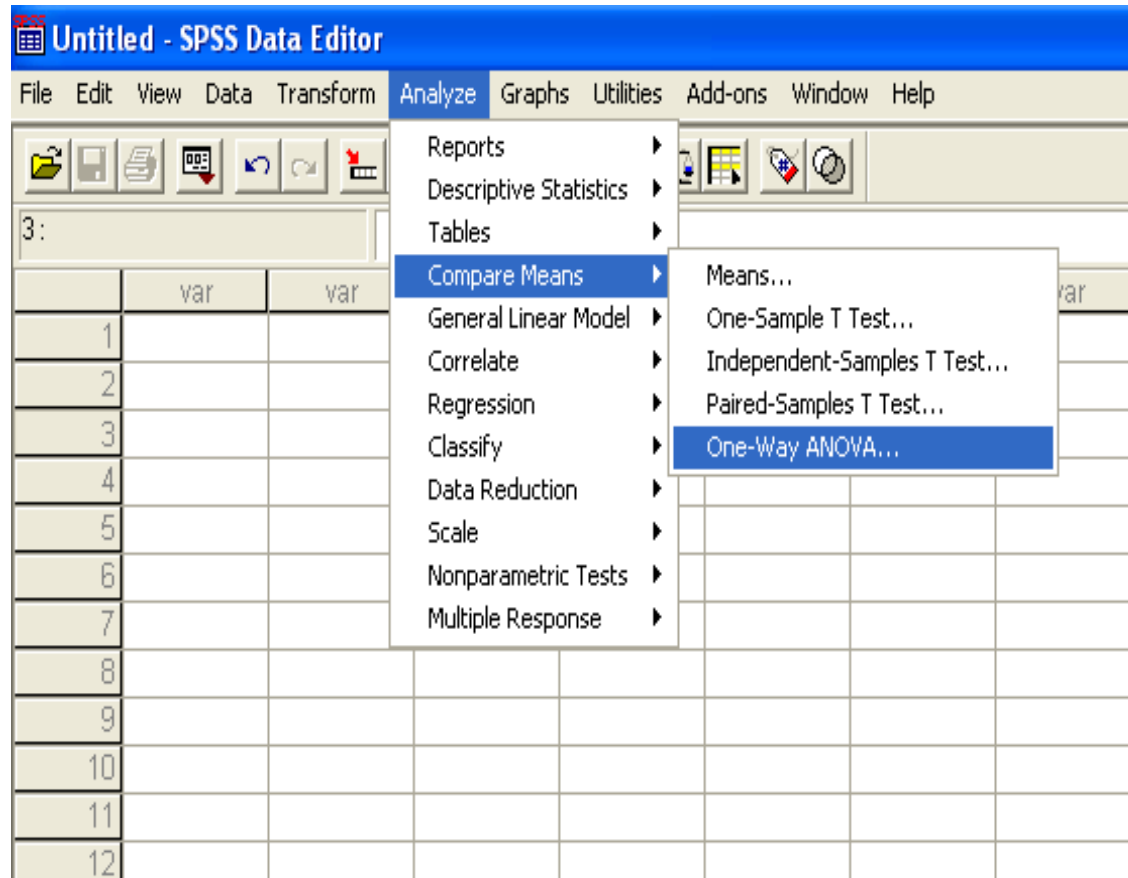 SPSS
Untitled - SPSS Data Editor
File Edit View Data Transform Analyze Graphs Utilities Add-ons Window Help
3:
Reports
Descriptive Statistics
Tables
Compare Means
General Linear Model
Correlate
Regression
Classify
Data Reduction
Scale
Nonparametric Tests
Multiple Response
Means...
One-Sample T Test...
Independent-Samples T Test...
Paired-Samples T Test...
One-Way ANOVA...
var var var
1
2
3
4
5
6
7
8
9
10
11
12